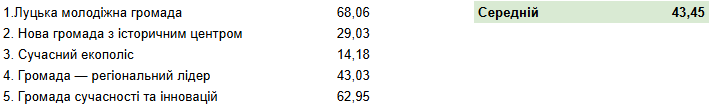 1.Луцька молодіжна громада 68,06 Середній 43,45
2. Нова громада з історичним центром 29,03
3. Сучасний екополіс 14,18
4. Громада — регіональний лідер 43,03
5. Громада сучасності та інновацій 62,95